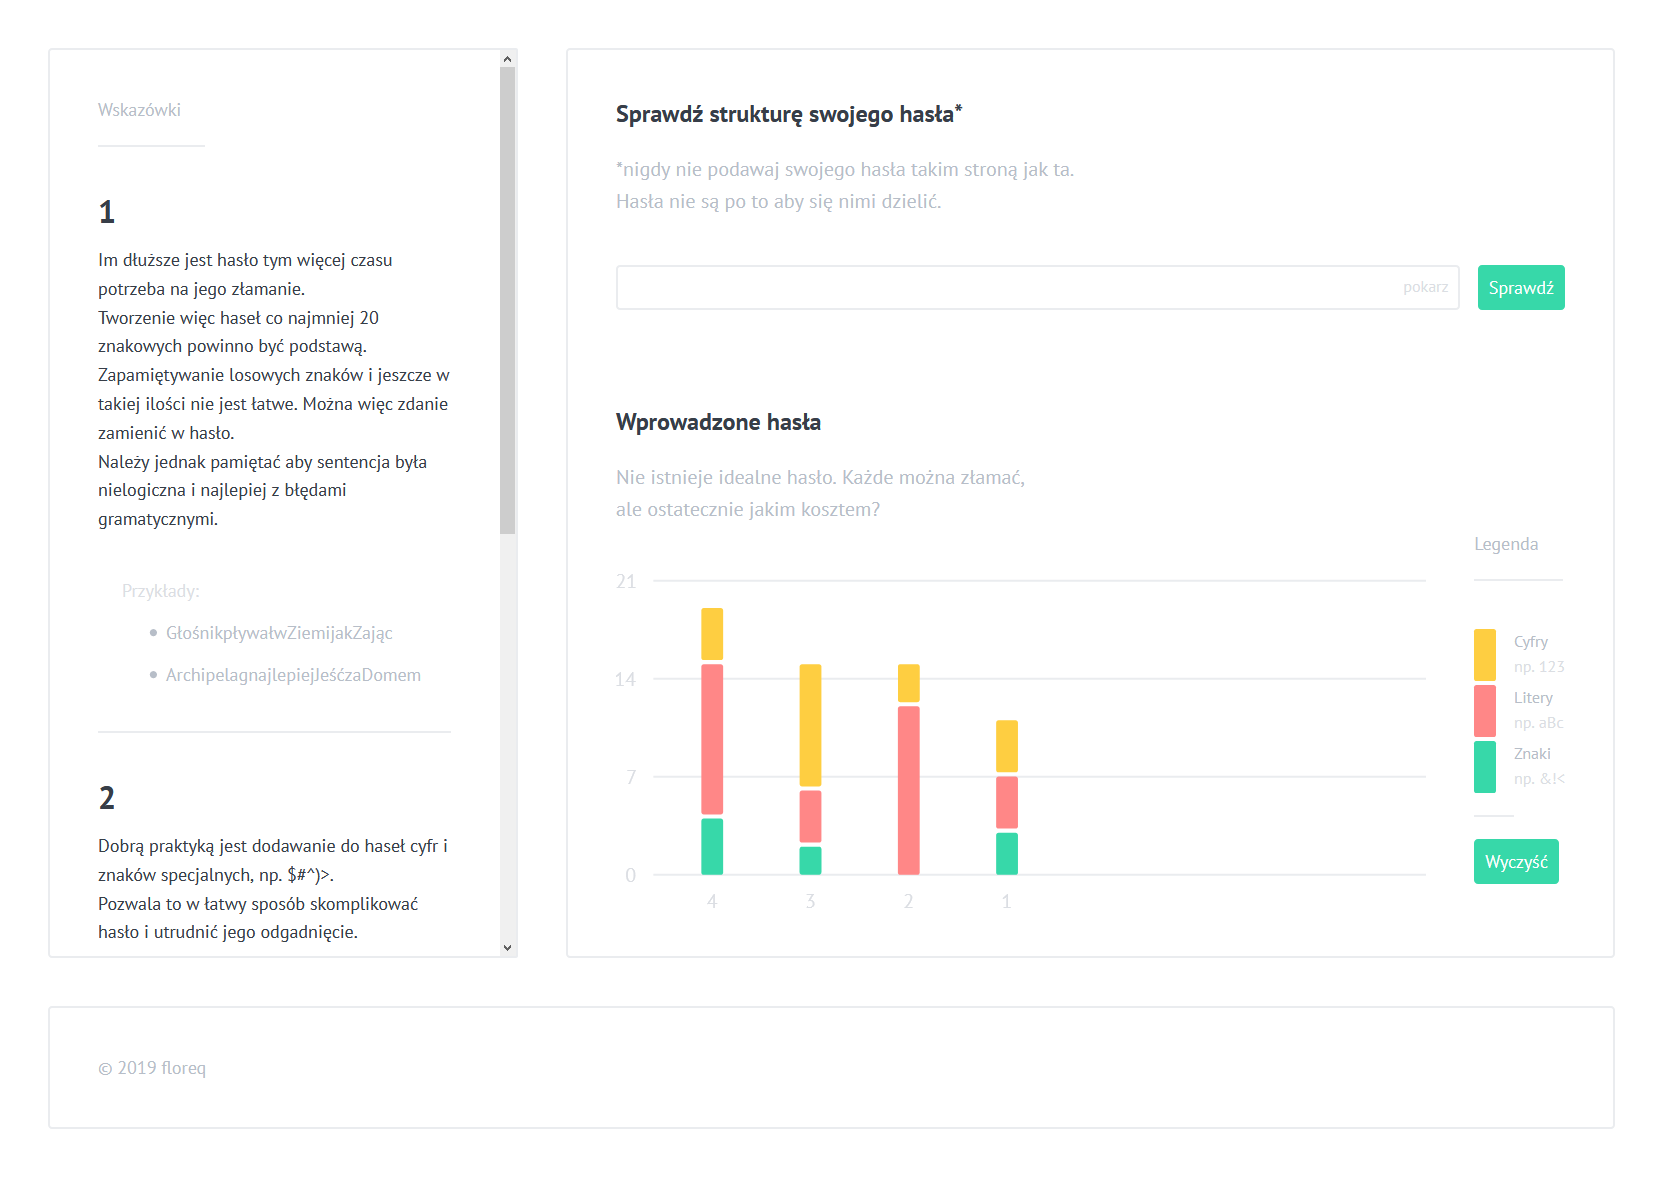 Wskazówki
1
Im dłuższe jest hasło tym więcej czasu
potrzeba na jego złamanie.
Tworzenie więc haseł co najmniej 20
znakowych powinno być podstawą.
Zapamiętywanie losowych znaków i jeszcze w
takiej ilości nie jest łatwe. Można więc zdanie
zamienić w hasło.
Należy jednak pamiętać aby sentencja była
nielogiczna i najlepiej z błędami
gramatycznymi.
Przykłady:
• GłośnikpływałwZiemijakZając
• ArchipelagnajlepiejJeśćzaDomem
2
Dobrą praktyką jest dodawanie do haseł cyfr i
znaków specjalnych, np. $#^)>.
Pozwala to w łatwy sposób skomplikować
hasło i utrudnić jego odgadnięcie.
Sprawdź strukturę swojego hasła*
*nigdy nie podawaj swojego hasła takim stroną jak ta.
Hasła nie są po to aby się nimi dzielić.
pokarz
Sprawdź
Wprowadzone hasła
Nie istnieje idealne hasło. Każde można złamać,
ale ostatecznie jakim kosztem?
21
14
7
0
4 3 2 1
Legenda
Cyfry
np. 123
Litery
np. aBc
Znaki
np. &!<
Wyczyść
© 2019 floreq